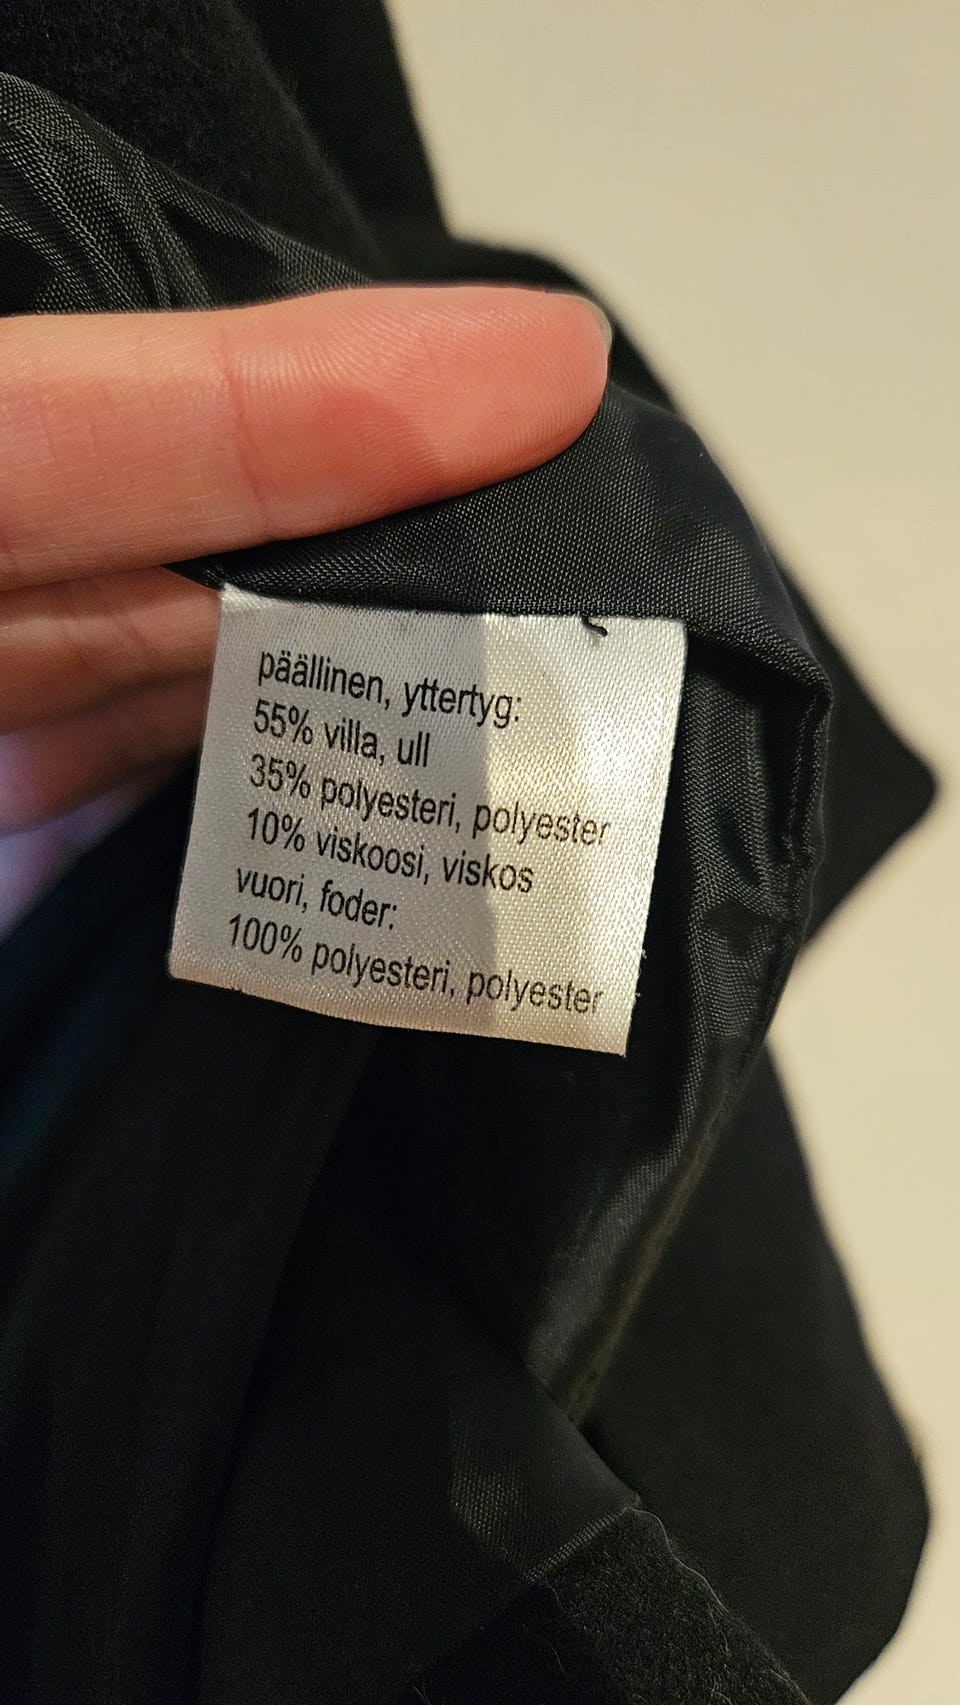 päällinen, yttertyg:
55% villa, ull
35% polyesteri, polyester
10% viskoosi, viskos
vuori, foder:
100% polyesteri, polyester